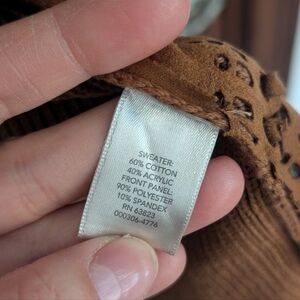 SWEATER:
60% COTTON
40% ACRYLIC
FRONT PANEL:
90% POLYESTER
10% SPANDEX
RN 63823
000306-4776